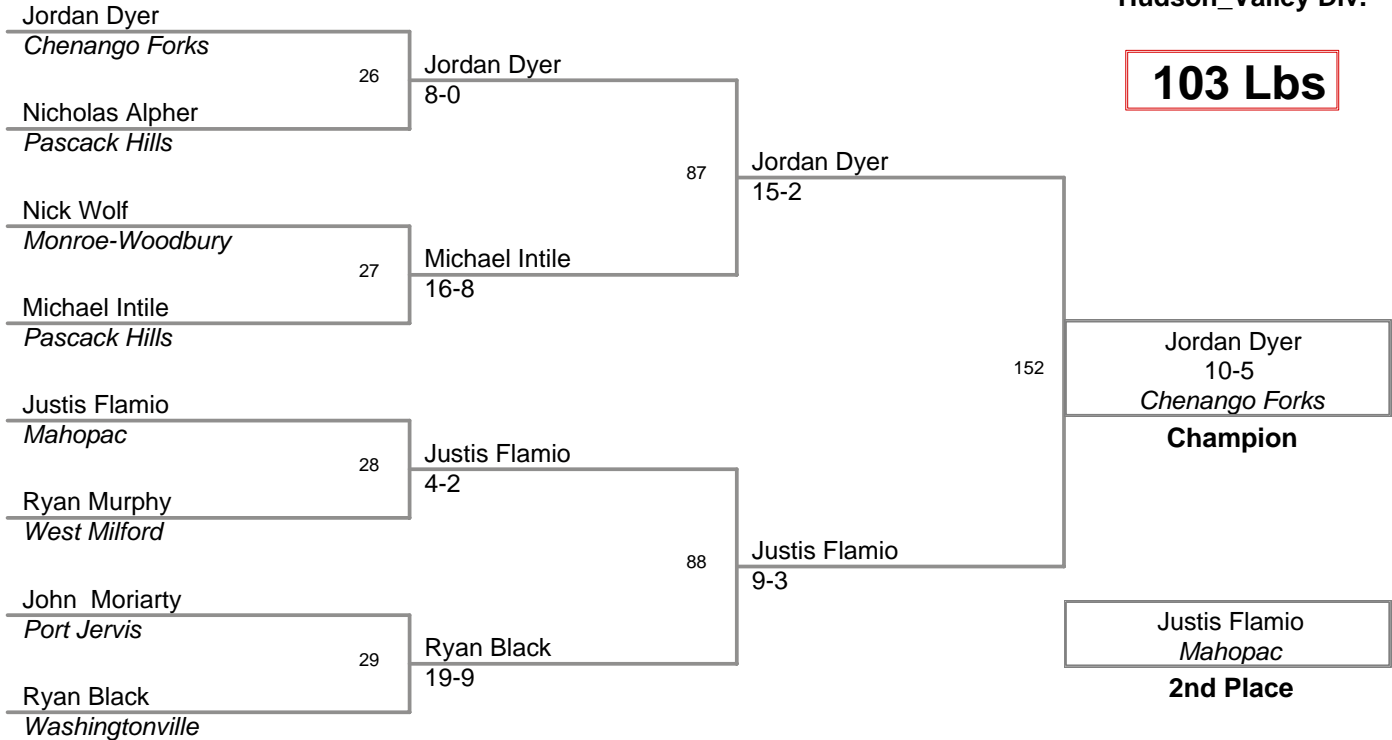 Hudson_Valley Div.
103 Lbs
Jordan Dyer
Chenango Forks
26
Nicholas Alpher
Pascack Hills
Jordan Dyer
8-0
Nick Wolf
Monroe-Woodbury
27
Michael Intile
Pascack Hills
Michael Intile
16-8
87
Jordan Dyer
15-2
Justis Flamio
Mahopac
28
Ryan Murphy
West Milford
Justis Flamio
4-2
John  Moriarty
Port Jervis
29
Ryan Black
Washingtonville
Ryan Black
19-9
88
Justis Flamio
9-3
152
Jordan Dyer
10-5
Chenango Forks
Champion
Justis Flamio
Mahopac
2nd Place